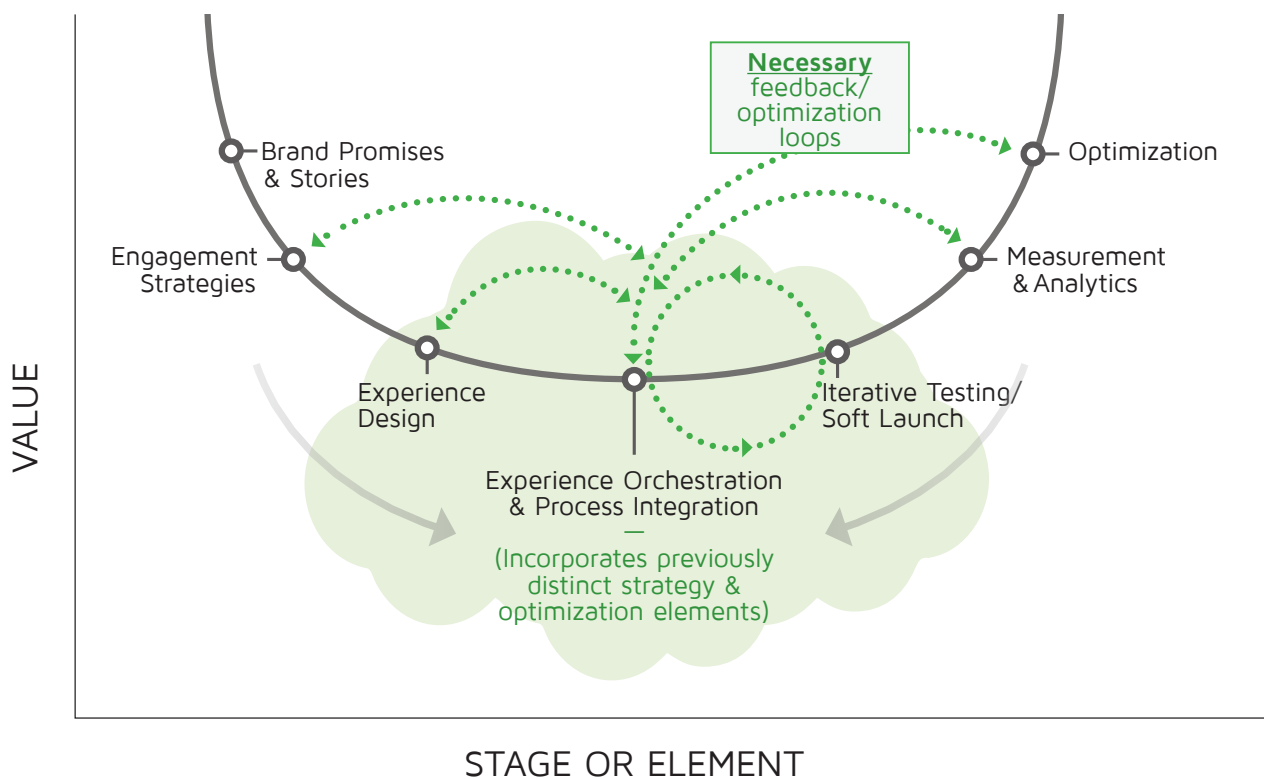 Necessary
feedback/
optimization
loops
Brand Promises
& Stories
Optimization
Engagement
Strategies
Measurement
& Analytics
Experience
Design
Iterative Testing/
Soft Launch
Experience Orchestration
& Process Integration
—
(Incorporates previously
distinct strategy &
optimization elements)
VALUE
STAGE OR ELEMENT